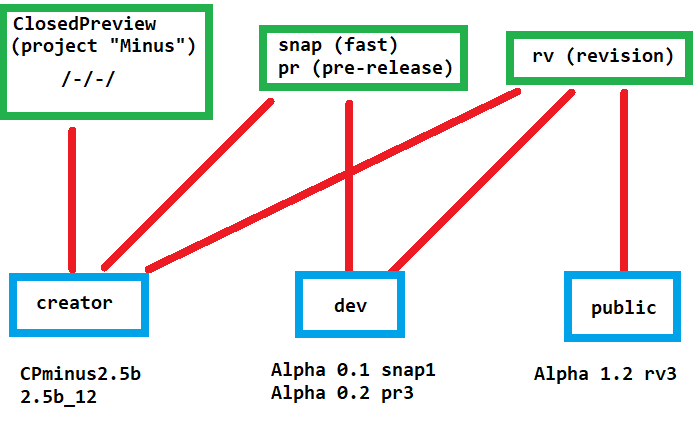 ClosedPreview
(project "Minus")
/-/-/
snap (fast)
pr (pre-release)
rv (revision)
creator
dev
public
CPminus2.5b
2.5b_12
Alpha 0.1 snap1
Alpha 0.2 pr3
Alpha 1.2 rv3